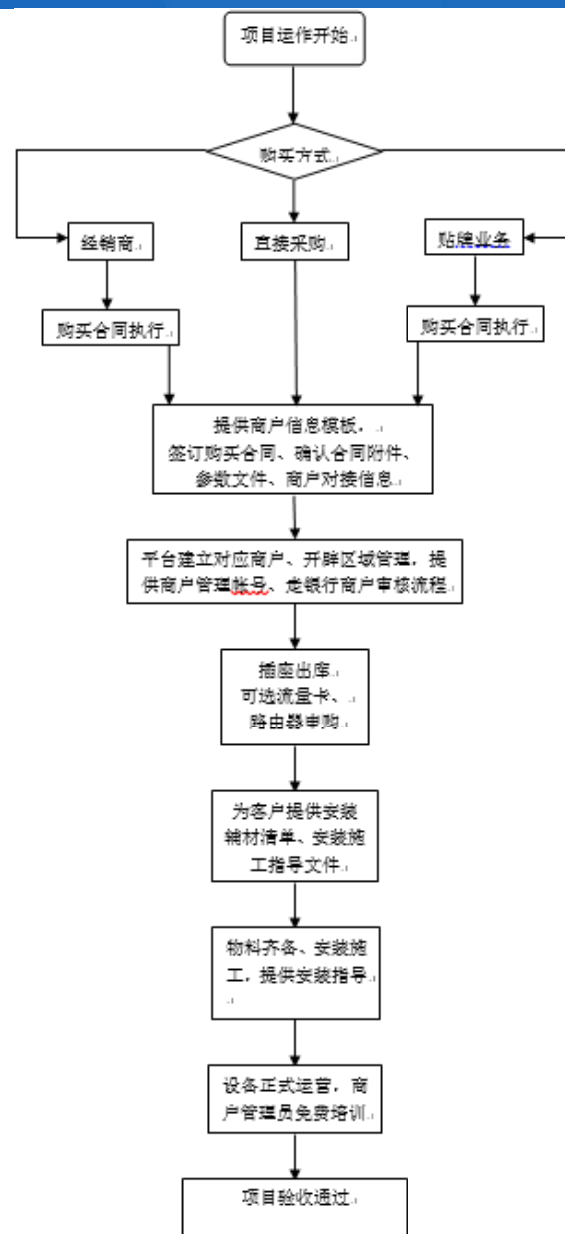 项目运作开始
购买方式
经销商
直接采购
贴牌业务
购买合同执行
购买合同执行
提供商户信息模板，
签订购买合同、确认合同附件、
参数文件、商户对接信息
平台建立对应商户、开辟区域管理，提
供商户管理帐号、走银行商户审核流程
插座出库
可选流量卡、
路由器申购
为客户提供安装
辅材清单、安装施
工指导文件
物料齐备、安装施
工，提供安装指导
设备正式运营，商
户管理员免费培训
项目验收通过